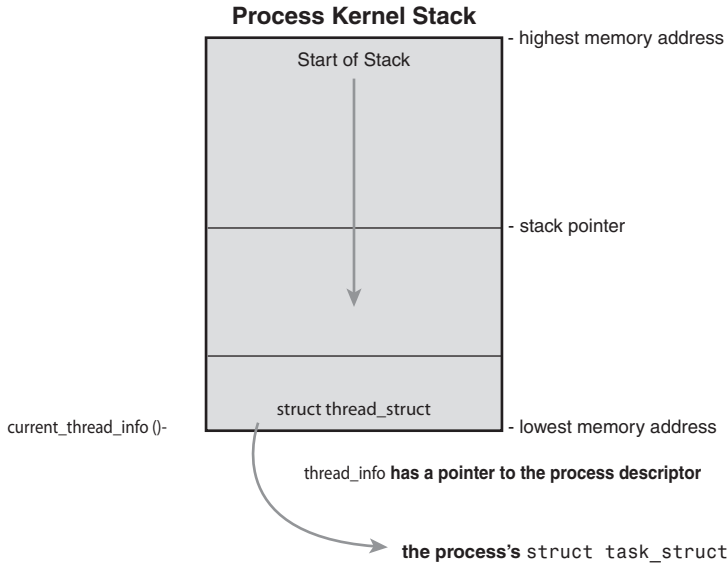 Process Kernel Stack
- highest memory address
Start of Stack
- stack pointer
struct thread_struct
current_thread_info ()-
- lowest memory address
thread_info has a pointer to the process descriptor
the process's struct task_struct